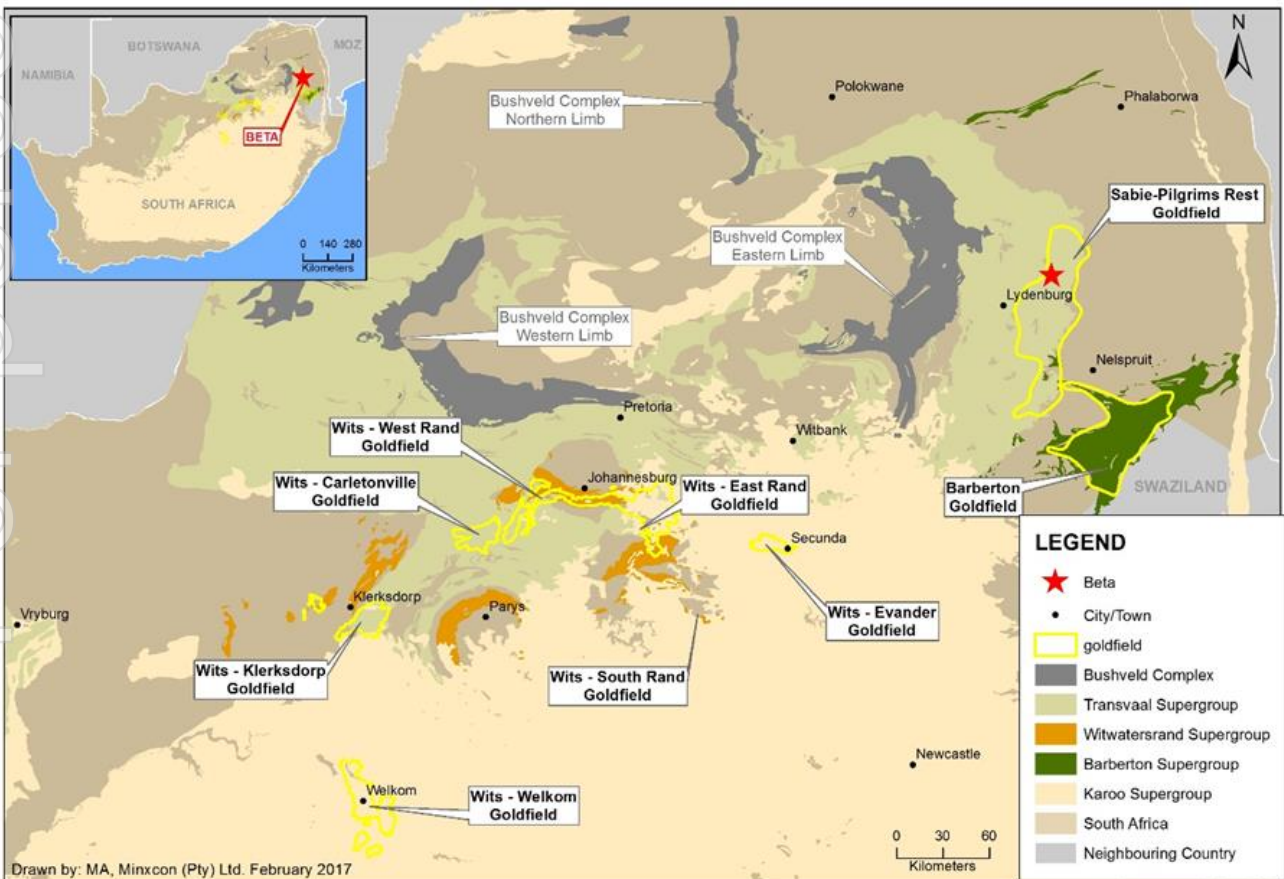 BOTSWANA
MOZ
NAMIBIA
BETA
SOUTH AFRICA
0 140 280
Kilometers
N
Polokwane
Phalaborwa
Bushveld Complex
Northern Limb
Sabie-Pilgrims Rest
Goldfield
Bushveld Complex
Eastern Limb
Lydenburg
Bushveld Complex
Western Limb
Nelspruit
Pretoria
Witbank
Wits - West Rand
Goldfield
Johannesburg
Wits - Carletonville
Goldfield
Wits - East Rand
Goldfield
Barberton
Goldfield
SWAZILAND
Secunda
Klerksdorp
Parys
Vryburg
Wits - Evander
Goldfield
Wits - Klerksdorp
Goldfield
Wits - South Rand
Goldfield
Newcastle
Welkom
Wits - Welkom
Goldfield
0 30 60
Kilometers
LEGEND
Beta
City/Town
goldfield
Bushveld Complex
Transvaal Supergroup
Witwatersrand Supergroup
Barberton Supergroup
Karoo Supergroup
South Africa
Neighbouring Country
Drawn by: MA, Minxcon (Pty) Ltd. February 2017